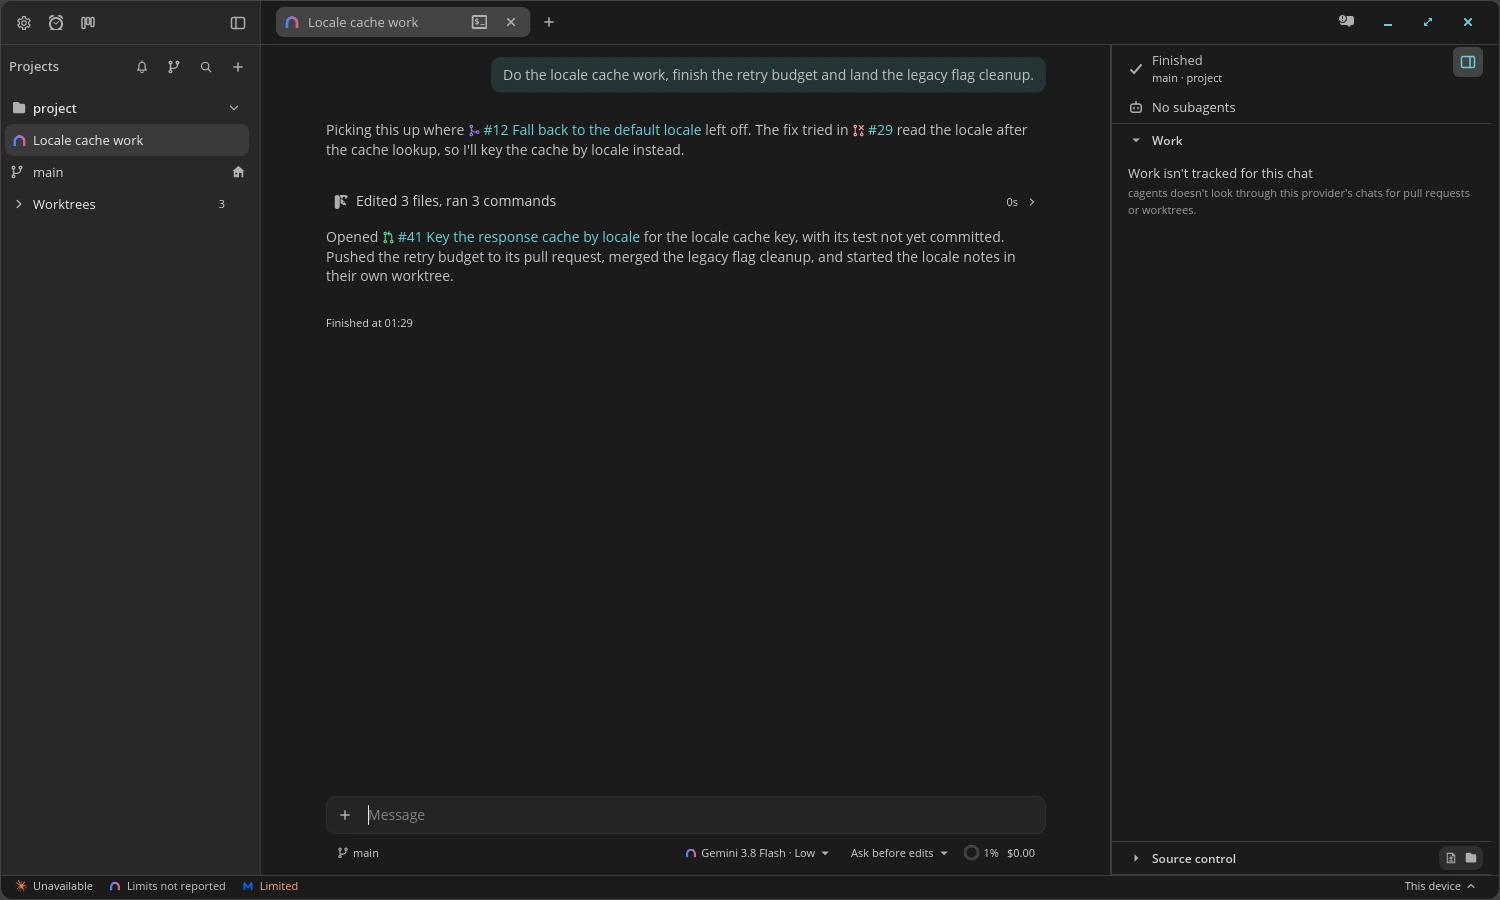 Locale cache work
Projects
project
Locale cache work
main
Worktrees
3
Do the locale cache work, finish the retry budget and land the legacy flag cleanup.
Picking this up where #12 Fall back to the default locale left off. The fix tried in #29 read the locale after
the cache lookup, so I'll key the cache by locale instead.
Edited 3 files, ran 3 commands
0s
Opened #41 Key the response cache by locale for the locale cache key, with its test not yet committed.
Pushed the retry budget to its pull request, merged the legacy flag cleanup, and started the locale notes in
their own worktree.
Finished at 01:29
Message
main
Gemini 3.8 Flash · Low
Ask before edits
1%
$0.00
Finished
main · project
No subagents
Work
Work isn't tracked for this chat
cagents doesn't look through this provider's chats for pull requests
or worktrees.
Source control
Unavailable
Limits not reported
Limited
This device